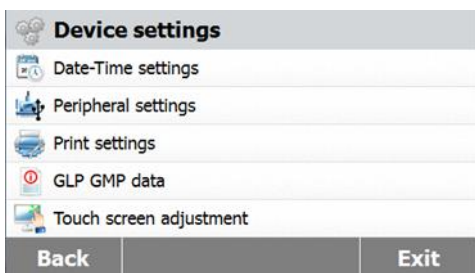 Device settings
Date-Time settings
Peripheral settings
Print settings
GLP GMP data
Touch screen adjustment
Back
Exit